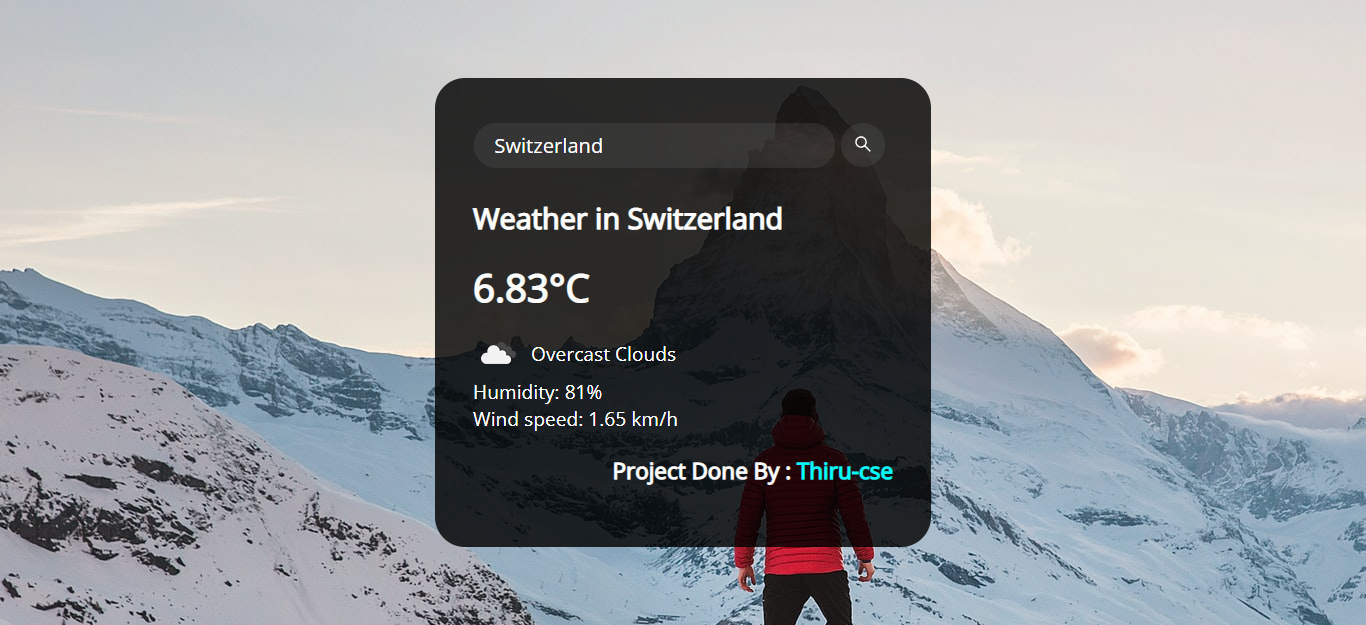 Switzerland
Weather in Switzerland
6.83°C
Overcast Clouds
Humidity: 81%
Wind speed: 1.65 km/h
Project Done By : Thiru-cse